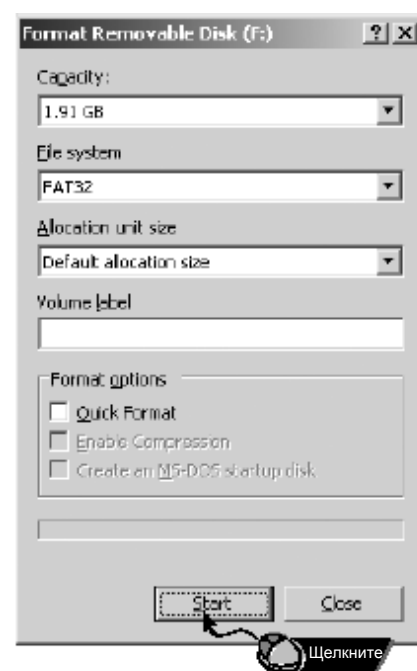 Format Removable Disk (F:)
Capacity:
1.91 GB
File system
FAT32
Allocation unit size
Default allocation size
Volume label
Format options
Quick Format
Enable Compression
Create an MS-DOS startup disk
Start
Close
Щелкните